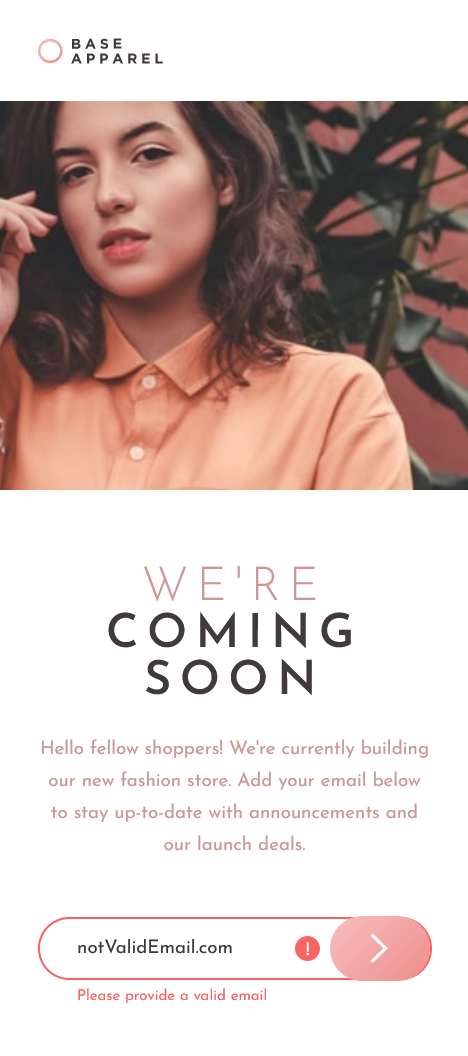 BASE
APPAREL
WE'RE
COMING
SOON
Hello fellow shoppers! We're currently building
our new fashion store. Add your email below
to stay up-to-date with announcements and
our launch deals.
notValidEmail.com
!
Please provide a valid email